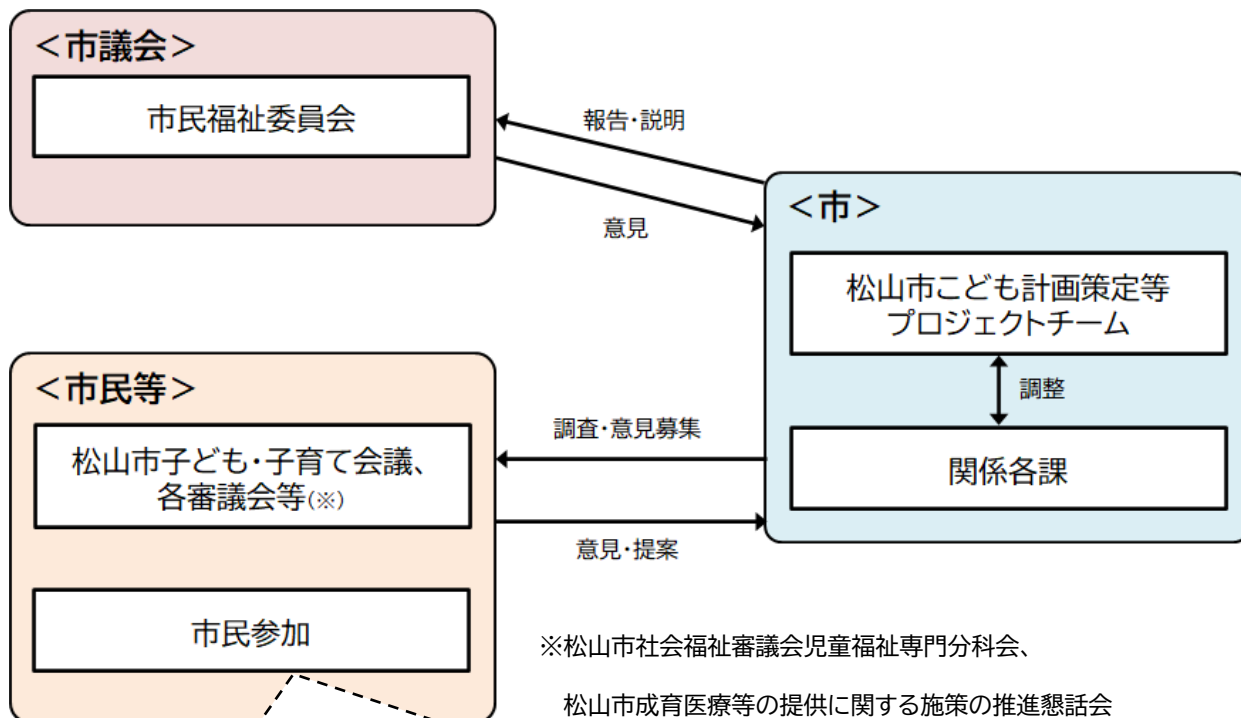 <市議会>
市民福祉委員会
報告・説明
意見
<市>
松山市こども計画策定等
プロジェクトチーム
調整
関係各課
<市民等>
松山市子ども・子育て会議、
各審議会等(※)
市民参加
調査・意見募集
意見・提案
※松山市社会福祉審議会児童福祉専門分科会、
松山市成育医療等の提供に関する施策の推進懇話会